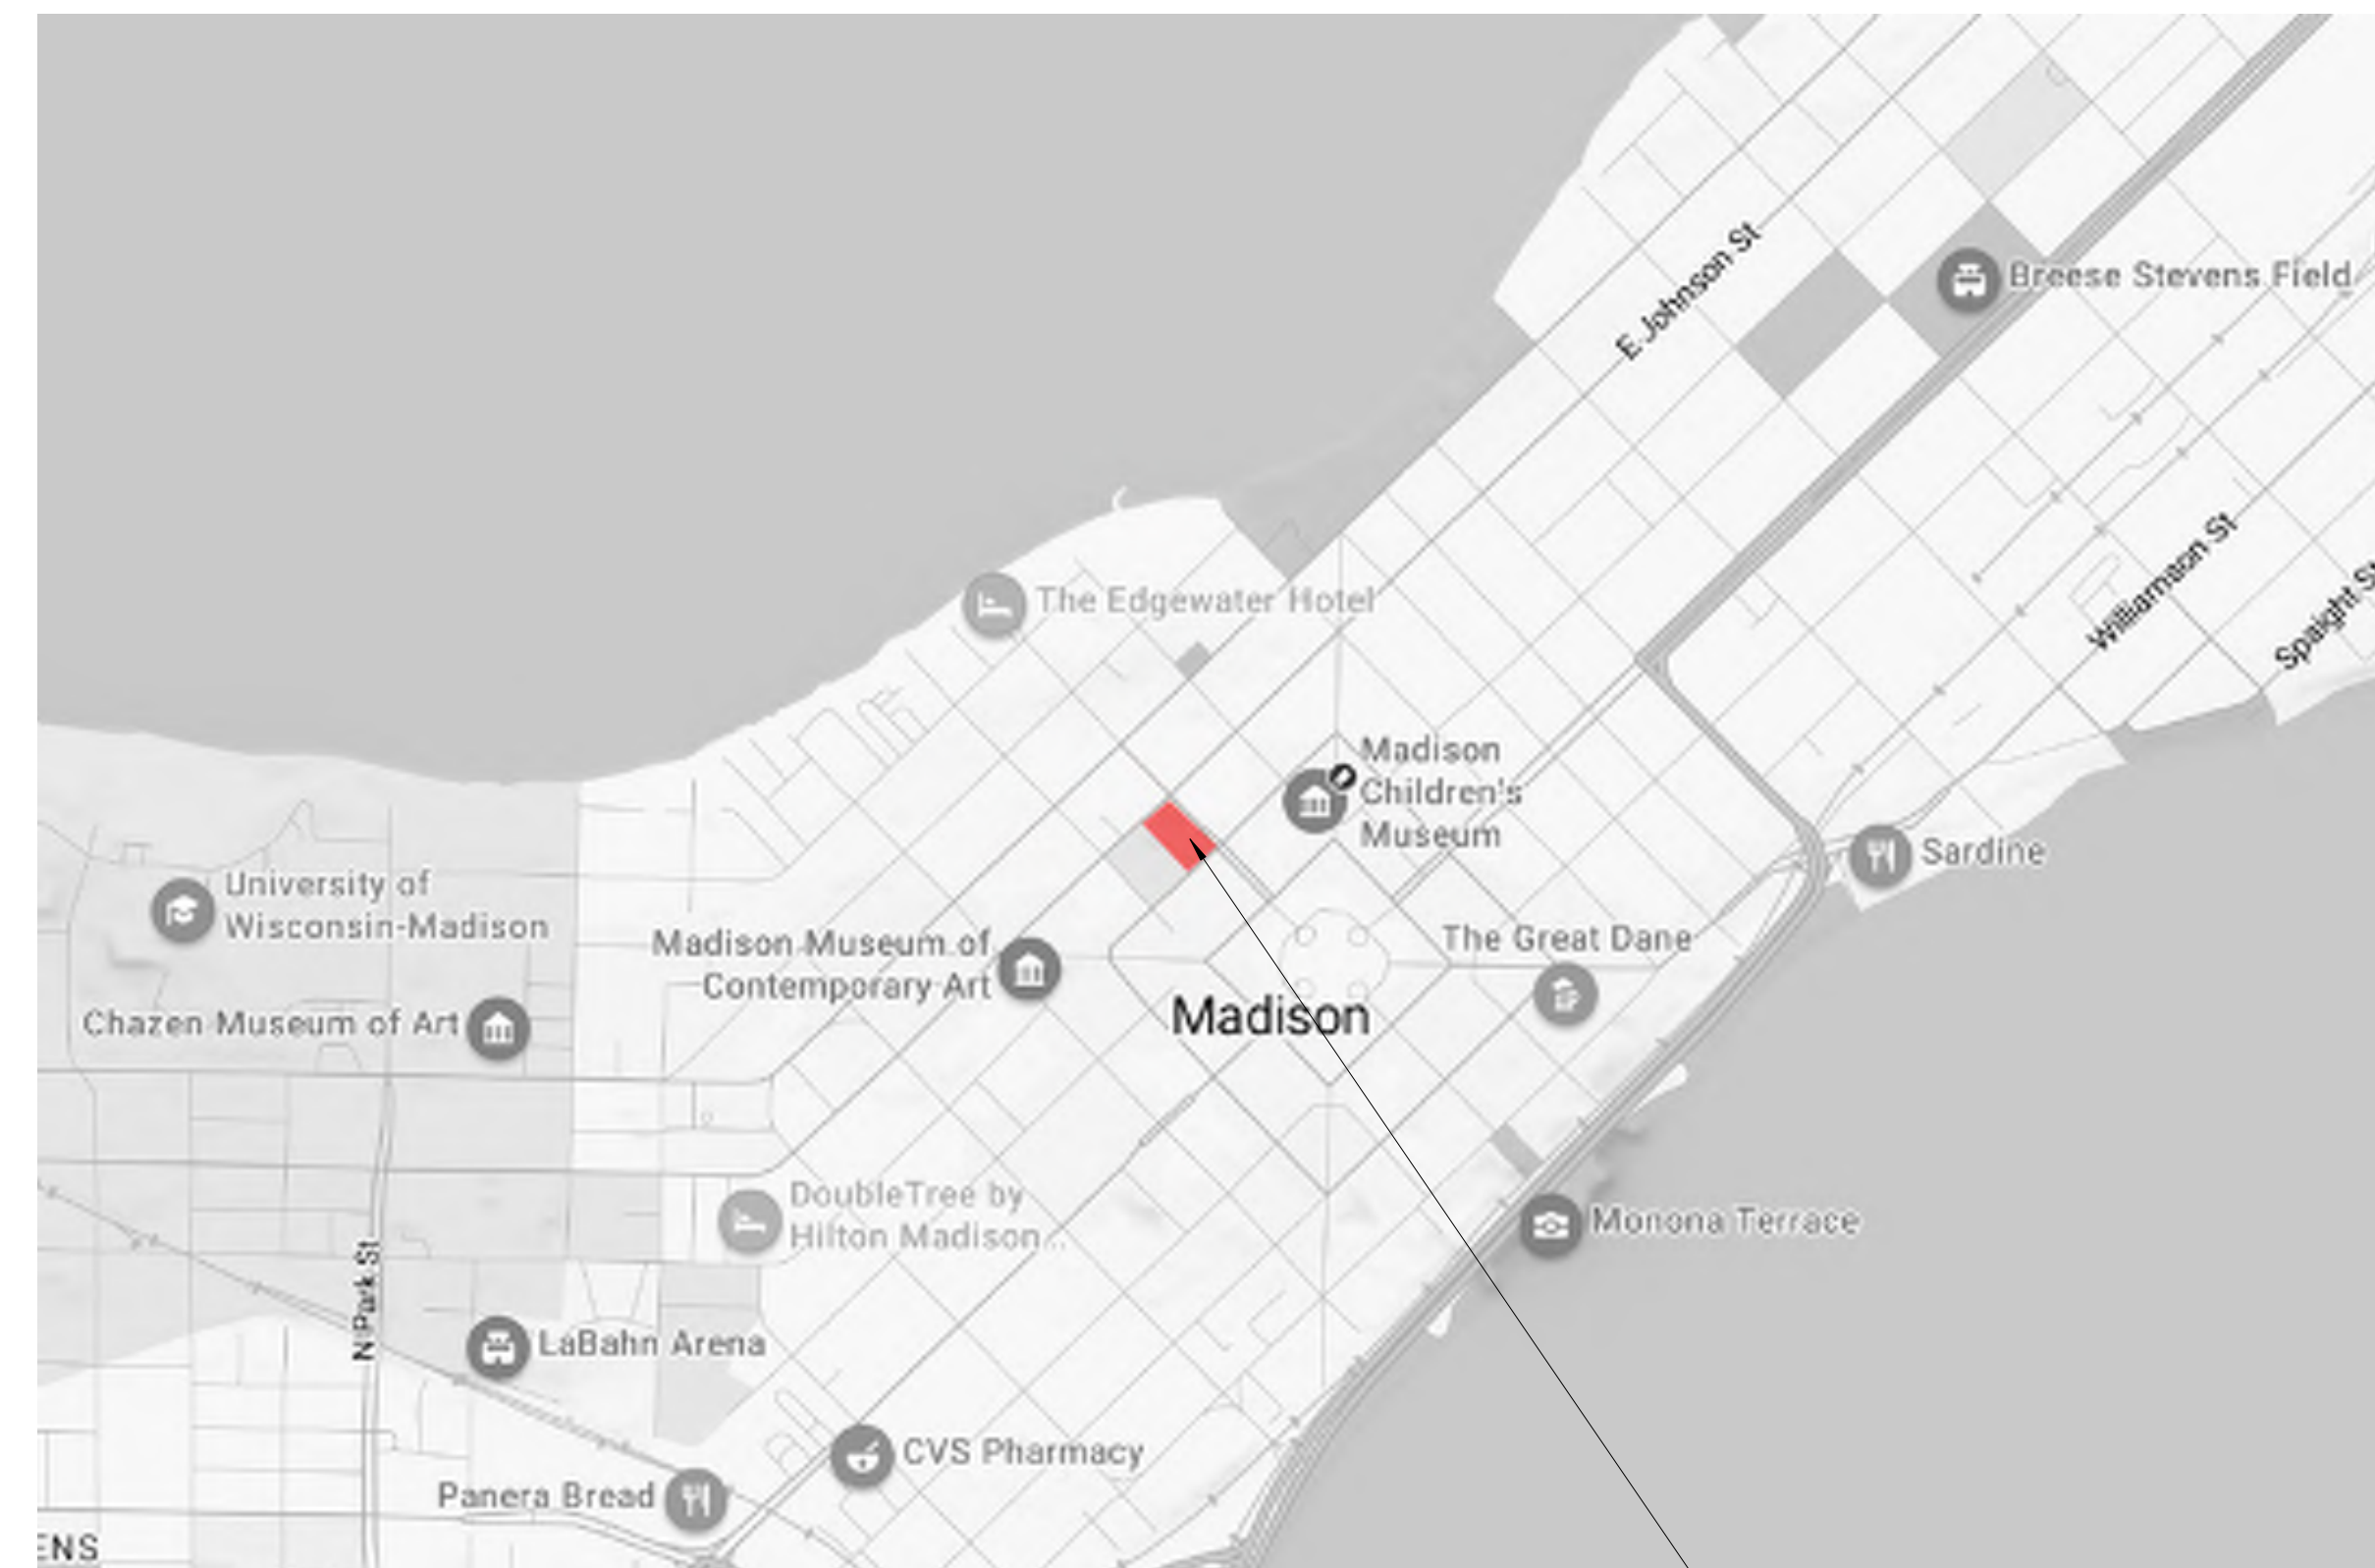 E Johnson St
Breese Stevens Field
Williamson St
Spaight St
The Edgewater Hotel
Madison
Children's
Museum
Sardine
University of
Wisconsin-Madison
Madison Museum of
Contemporary Art
The Great Dane
Chazen Museum of Art
Madison
DoubleTree by
Hilton Madison...
Monona Terrace
N Park St
LaBahn Arena
CVS Pharmacy
Panera Bread
ENS